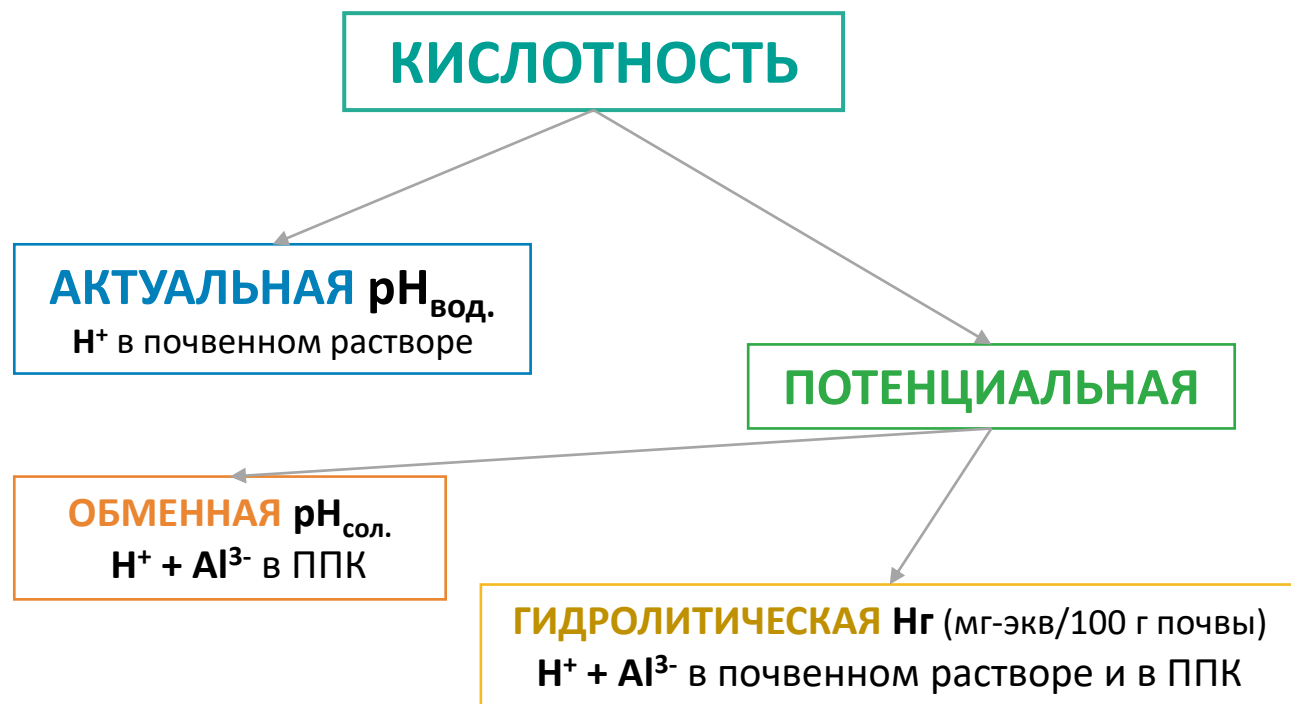 КИСЛОТНОСТЬ
АКТУАЛЬНАЯ pHвод.
H⁺ в почвенном растворе
ПОТЕНЦИАЛЬНАЯ
ОБМЕННАЯ pHсол.
H⁺ + Al³⁻ в ППК
ГИДРОЛИТИЧЕСКАЯ Нг (мг-экв/100 г почвы)
H⁺ + Al³⁻ в почвенном растворе и в ППК